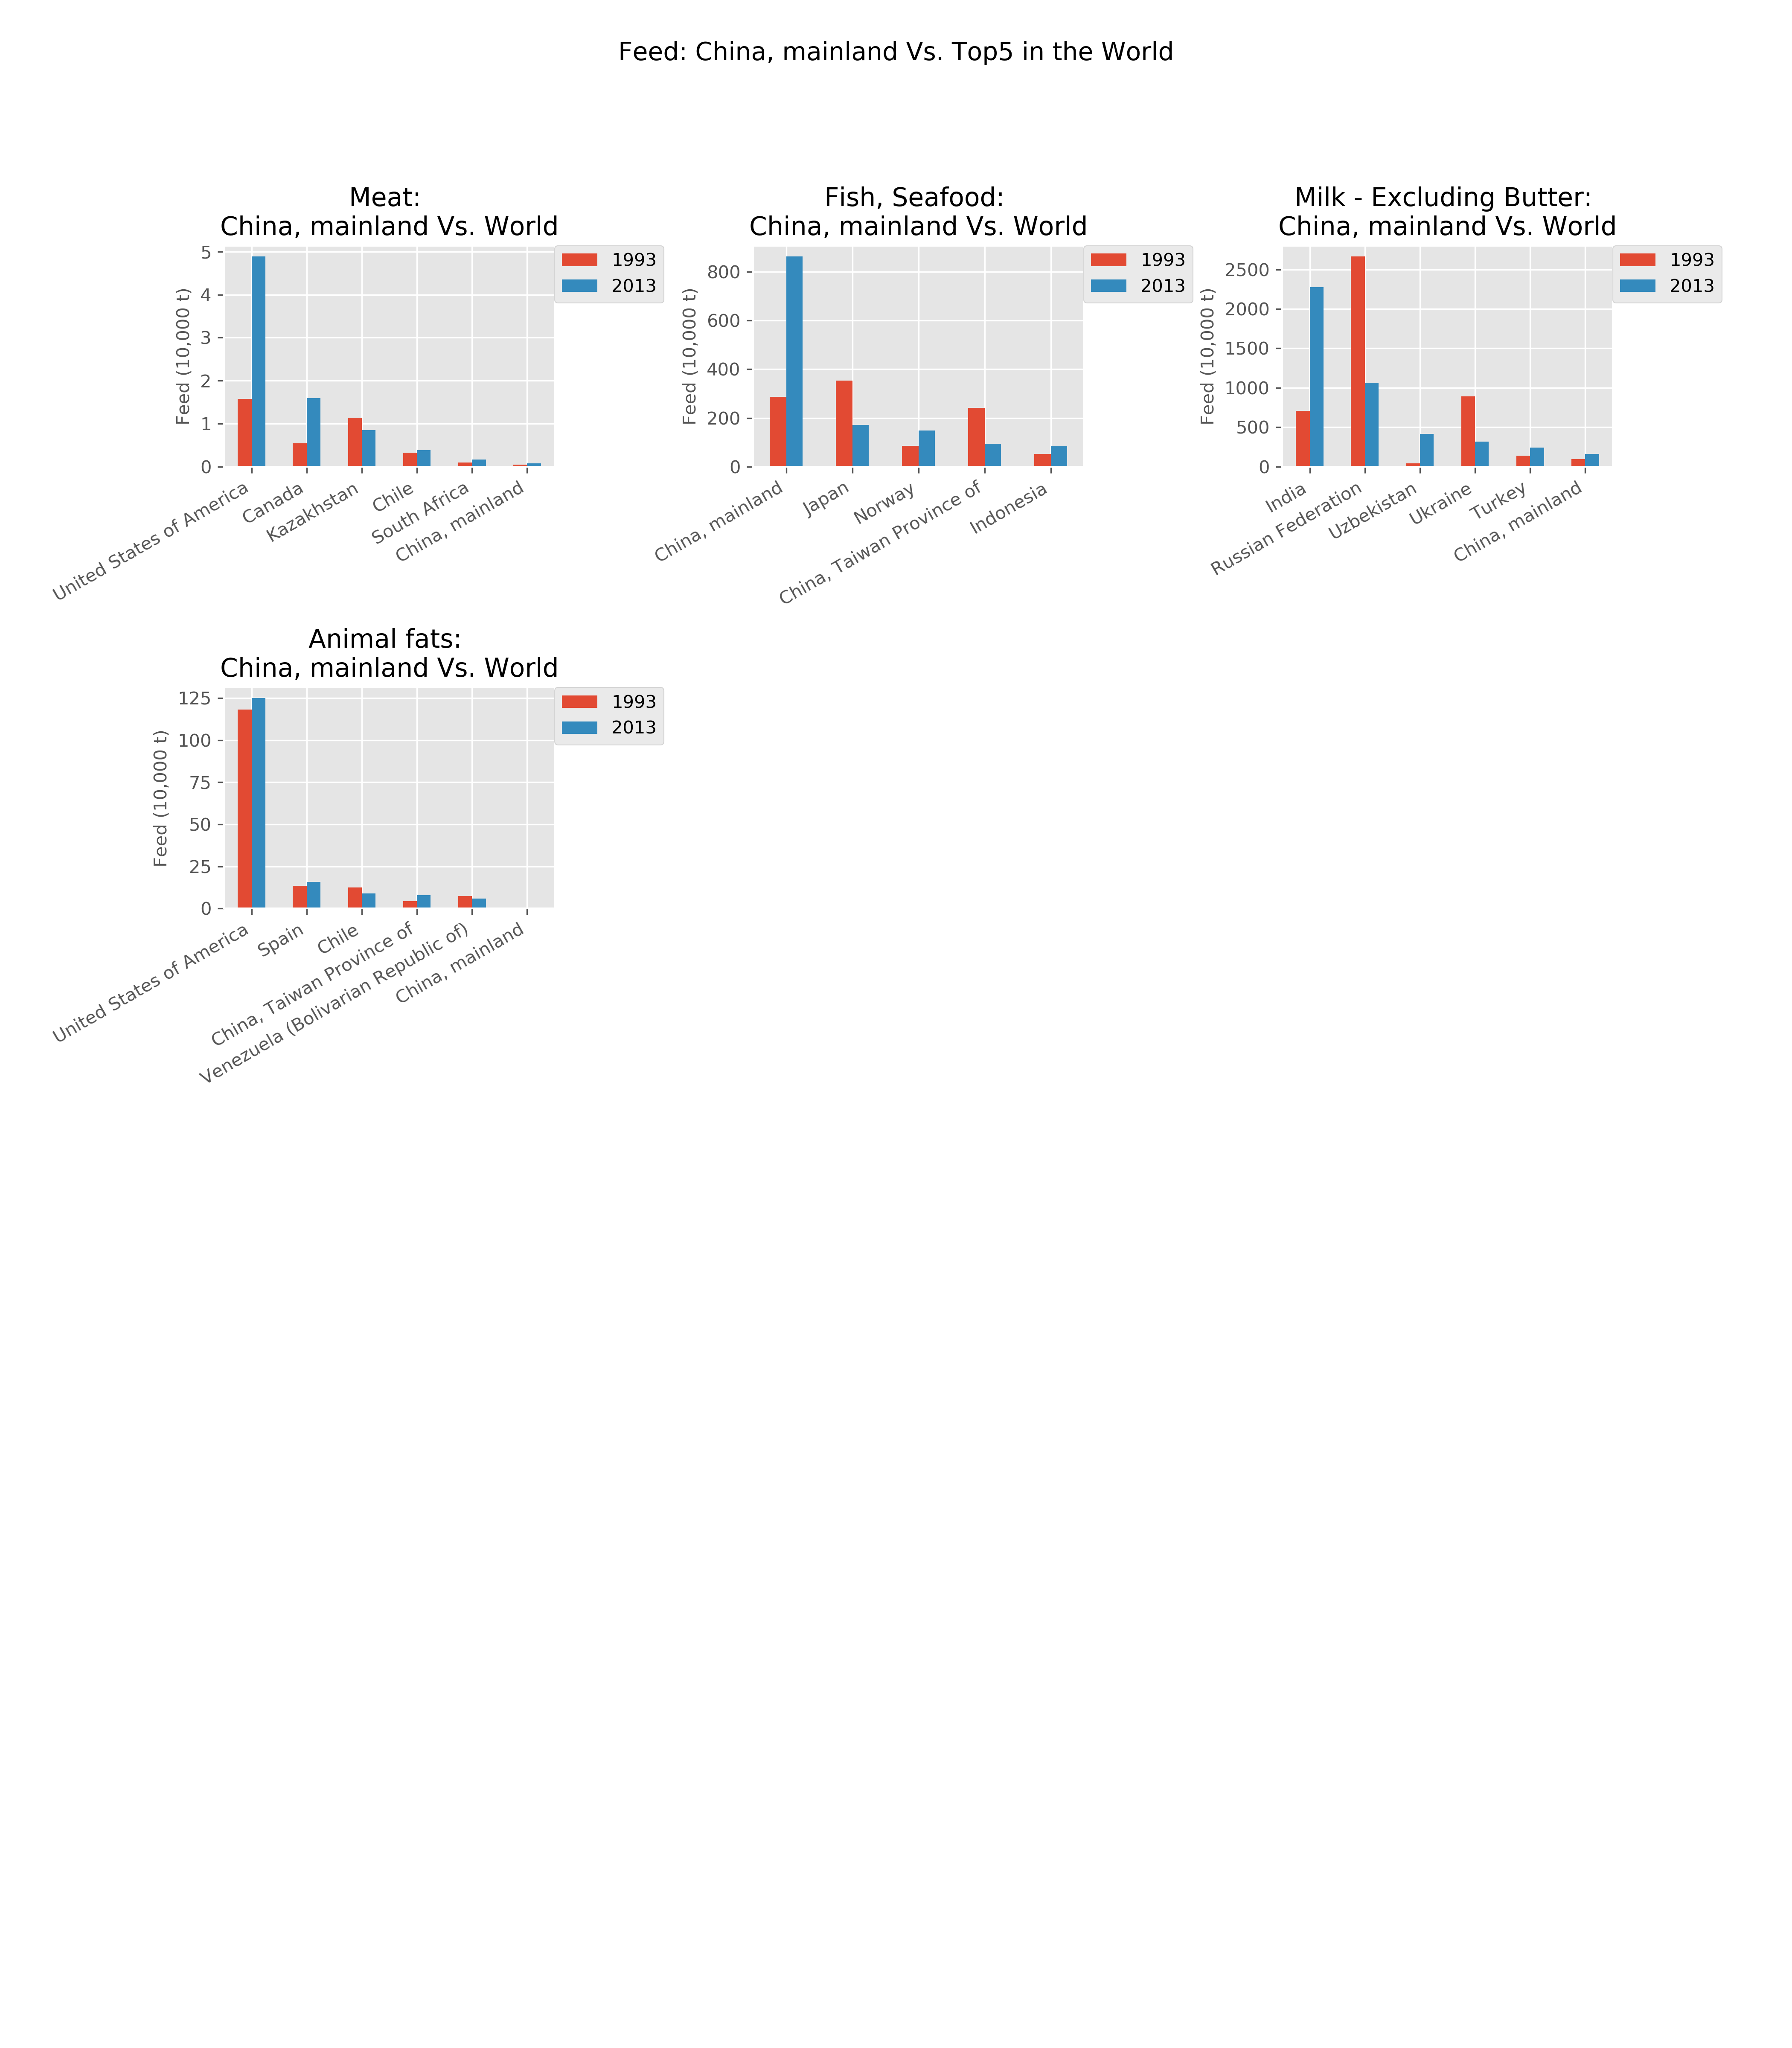 Feed: China, mainland Vs. Top5 in the World
Meat:
China, mainland Vs. World
Feed (10,000 t)
5
4
3
2
1
0
1993
2013
United States of America
Canada
Kazakhstan
Chile
South Africa
China, mainland
Fish, Seafood:
China, mainland Vs. World
Feed (10,000 t)
800
600
400
200
0
1993
2013
China, mainland
Japan
Norway
China, Taiwan Province of
Indonesia
Milk - Excluding Butter:
China, mainland Vs. World
Feed (10,000 t)
2500
2000
1500
1000
500
0
1993
2013
India
Russian Federation
Uzbekistan
Ukraine
Turkey
China, mainland
Animal fats:
China, mainland Vs. World
Feed (10,000 t)
125
100
75
50
25
0
1993
2013
United States of America
Spain
Chile
China, Taiwan Province of
Venezuela (Bolivarian Republic of)
China, mainland